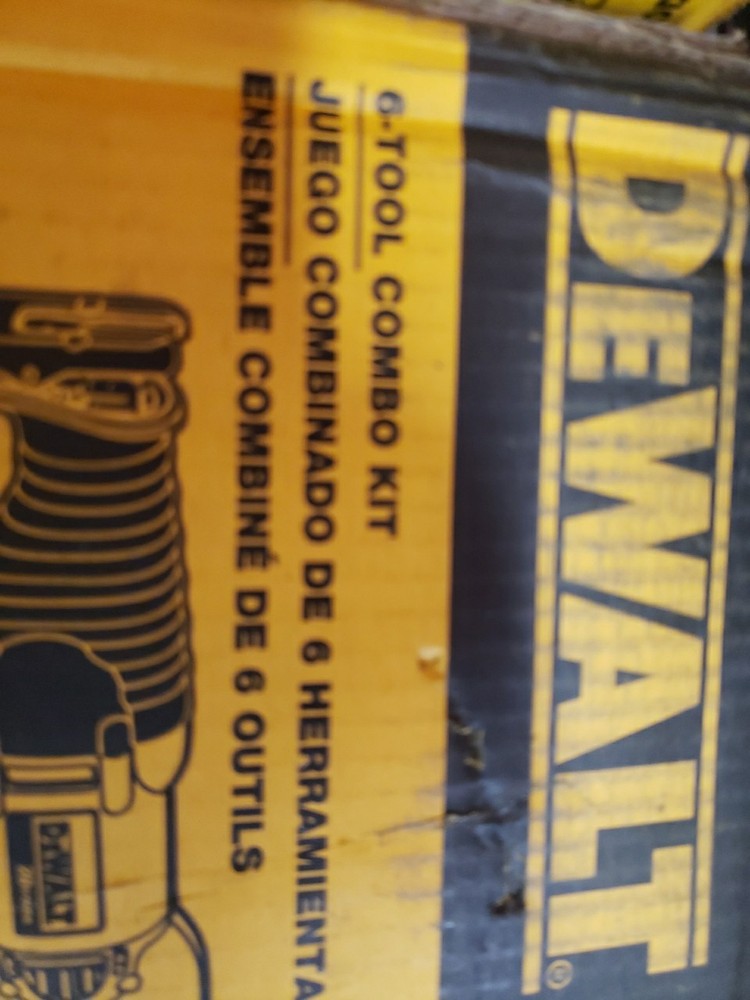 DEWALT®
6-TOOL COMBO KIT
JUEGO COMBINADO DE 6 HERRAMIENTA
ENSEMBLE COMBINÉ DE 6 OUTILS
DEWALT